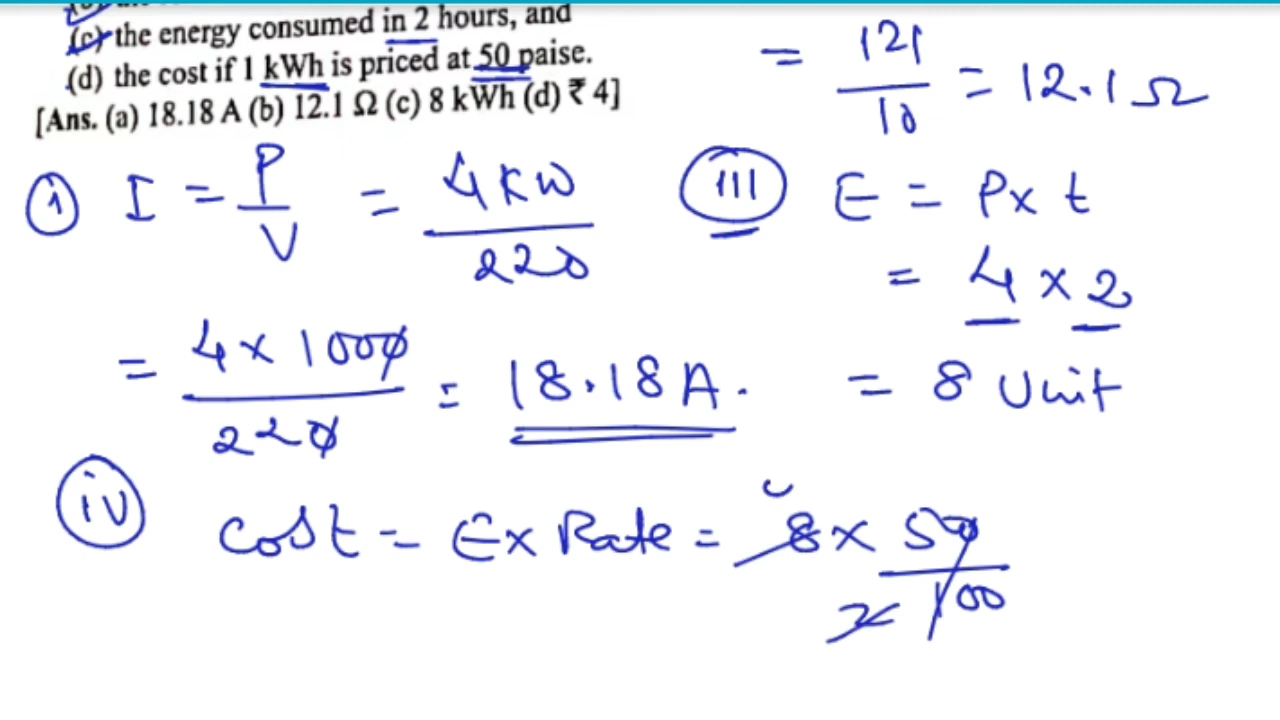 (c) the energy consumed in 2 hours, and
(d) the cost if 1 kWh is priced at 50 paise.
[Ans. (a) 18.18 A (b) 12.1 Ω (c) 8 kWh (d) ₹ 4]
= 121/10 = 12.1 Ω
(i) I = P/V = 4KW/220
= 4 × 1000/220 = 18.18 A.
(III) E = P × t
= 4 × 2
= 8 Unit
(iv) Cost = E × Rate = 8 × 50/100
2